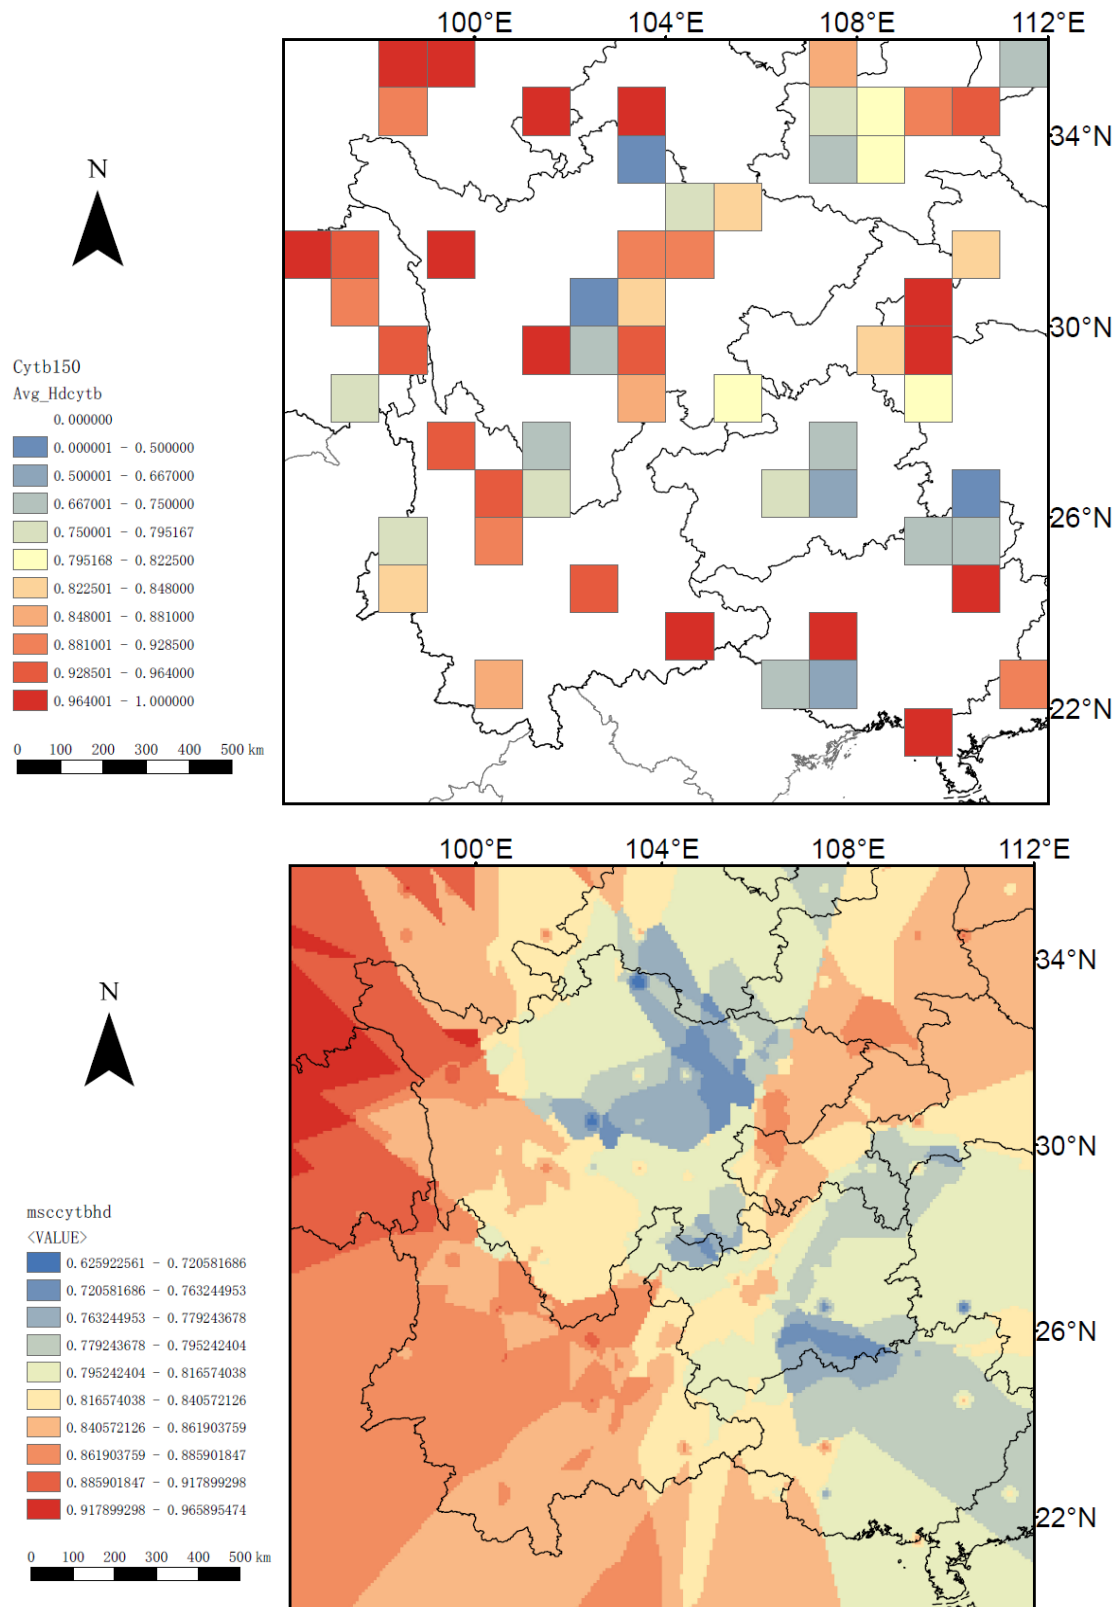 100°E 104°E 108°E 112°E
34°N
N
30°N
Cytb150
Avg_Hdcytb
0.000000
0.000001 - 0.500000
0.500001 - 0.667000
0.667001 - 0.750000
0.750001 - 0.795167
0.795168 - 0.822500
0.822501 - 0.848000
0.848001 - 0.881000
0.881001 - 0.928500
0.928501 - 0.964000
0.964001 - 1.000000
26°N
22°N
0 100 200 300 400 500 km
100°E 104°E 108°E 112°E
34°N
N
30°N
msccytbhd
<VALUE>
0.625922561 - 0.720581686
0.720581686 - 0.763244953
0.763244953 - 0.779243678
0.779243678 - 0.795242404
0.795242404 - 0.816574038
0.816574038 - 0.840572126
0.840572126 - 0.861903759
0.861903759 - 0.885901847
0.885901847 - 0.917899298
0.917899298 - 0.965895474
26°N
22°N
0 100 200 300 400 500 km